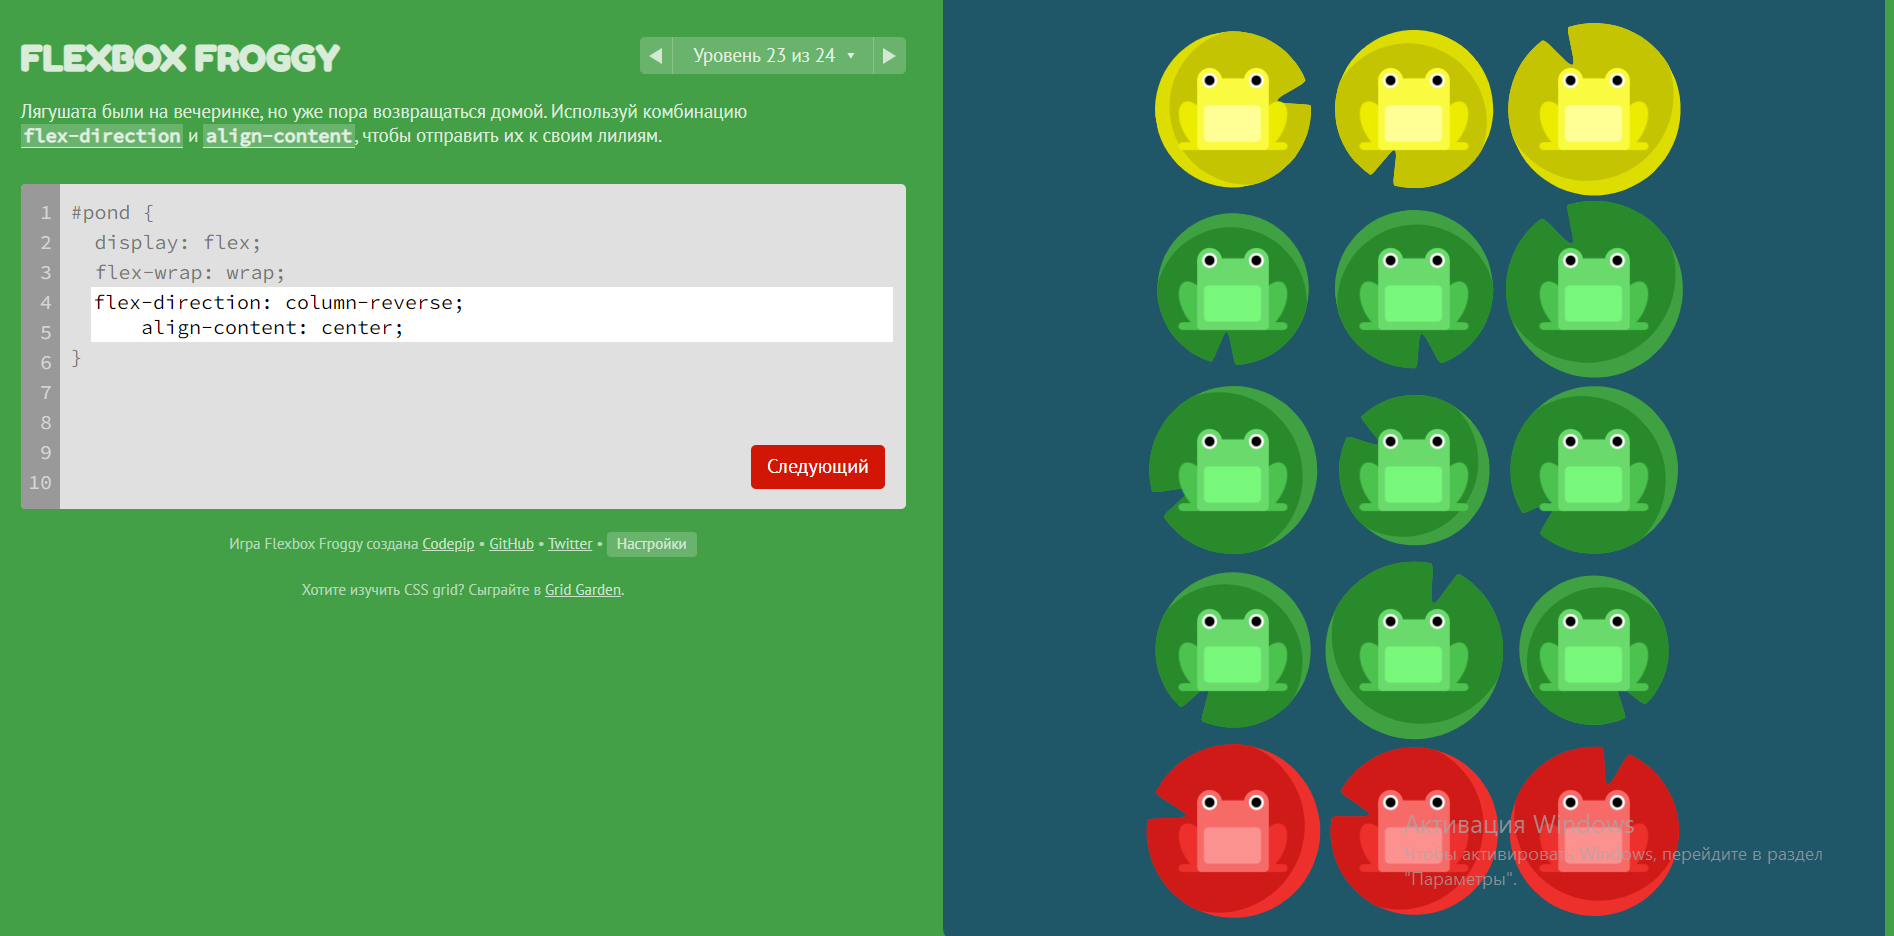 FLEXBOX FROGGY
Уровень 23 из 24
Лягушата были на вечеринке, но уже пора возвращаться домой. Используй комбинацию
flex-direction и align-content, чтобы отправить их к своим лилиям.
1 #pond {
2 display: flex;
3 flex-wrap: wrap;
4 flex-direction: column-reverse;
5 align-content: center;
6 }
7
8
9
10
Следующий
Игра Flexbox Froggy создана Codepip • GitHub • Twitter • Настройки
Хотите изучить CSS grid? Сыграйте в Grid Garden.
Активация Windows
Чтобы активировать Windows, перейдите в раздел
"Параметры".